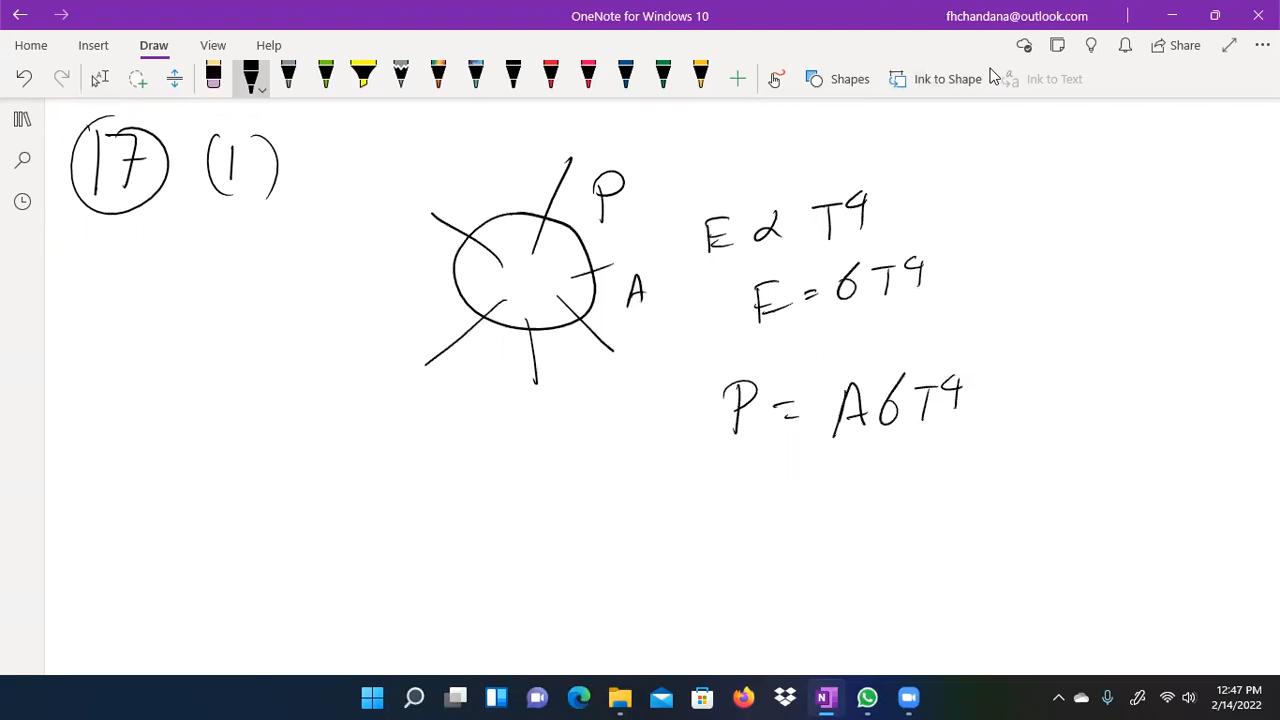 OneNote for Windows 10
fhchandana@outlook.com
Home Insert Draw View Help
Share
Shapes Ink to Shape Ink to Text
17 (1)
P
E ∝ T⁴
A
E = σT⁴
P = AσT⁴
12:47 PM
2/14/2022